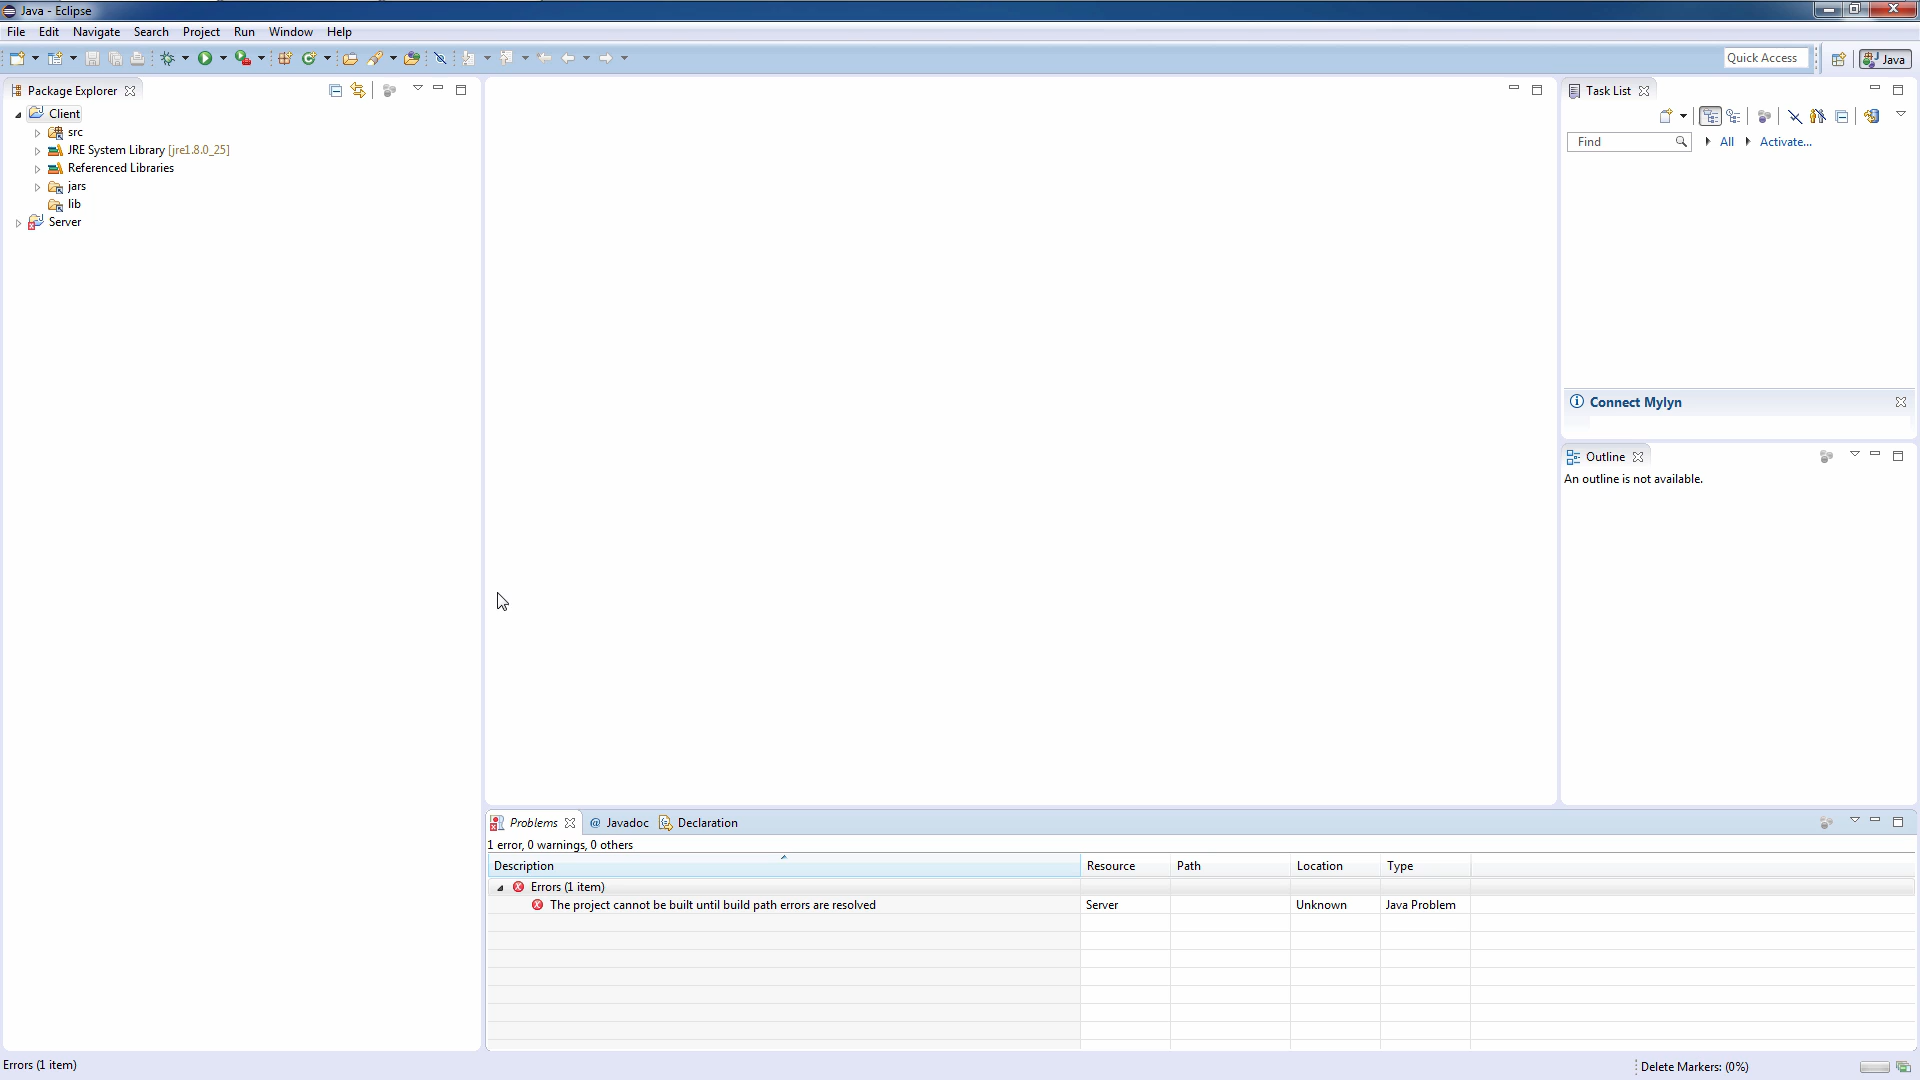 Java - Eclipse
File Edit Navigate Search Project Run Window Help
Quick Access
Java
Package Explorer
Client
src
JRE System Library [jre1.8.0_25]
Referenced Libraries
jars
lib
Server
Task List
Find
All
Activate...
Connect Mylyn
Outline
An outline is not available.
Problems @ Javadoc Declaration
1 error, 0 warnings, 0 others
Description Resource Path Location Type
Errors (1 item)
The project cannot be built until build path errors are resolved Server Unknown Java Problem
Errors (1 item)
Delete Markers: (0%)